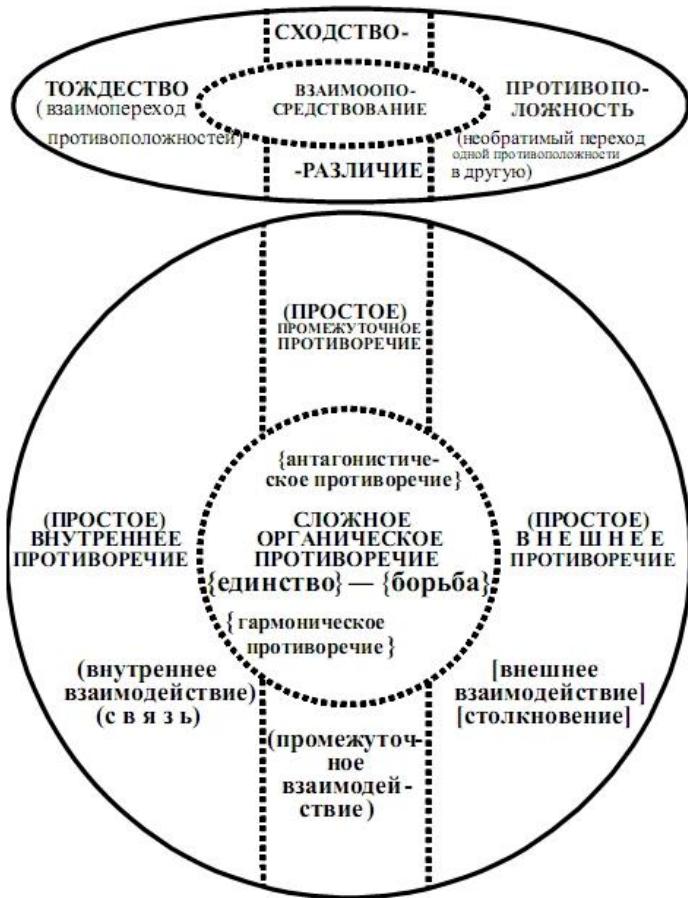 СХОДСТВО-
ТОЖДЕСТВО
(взаимопереход
противоположностей)
ВЗАИМООПО-
СРЕДСТВОВАНИЕ
ПРОТИВОПО-
ЛОЖНОСТЬ
(необратимый переход
одной противоположности
в другую)
-РАЗЛИЧИЕ
(ПРОСТОЕ)
ПРОМЕЖУТОЧНОЕ
ПРОТИВОРЕЧИЕ
{антагонистиче-
ское противоречие}
(ПРОСТОЕ)
ВНУТРЕННЕЕ
ПРОТИВОРЕЧИЕ
СЛОЖНОЕ
ОРГАНИЧЕСКОЕ
ПРОТИВОРЕЧИЕ
{единство} — {борьба}
(ПРОСТОЕ)
ВНЕШНЕЕ
ПРОТИВОРЕЧИЕ
{гармоническое
противоречие}
(внутреннее
взаимодействие)
(связь)
[внешнее
взаимодействие]
[столкновение]
(промежуточ-
ное
взаимодей-
ствие)